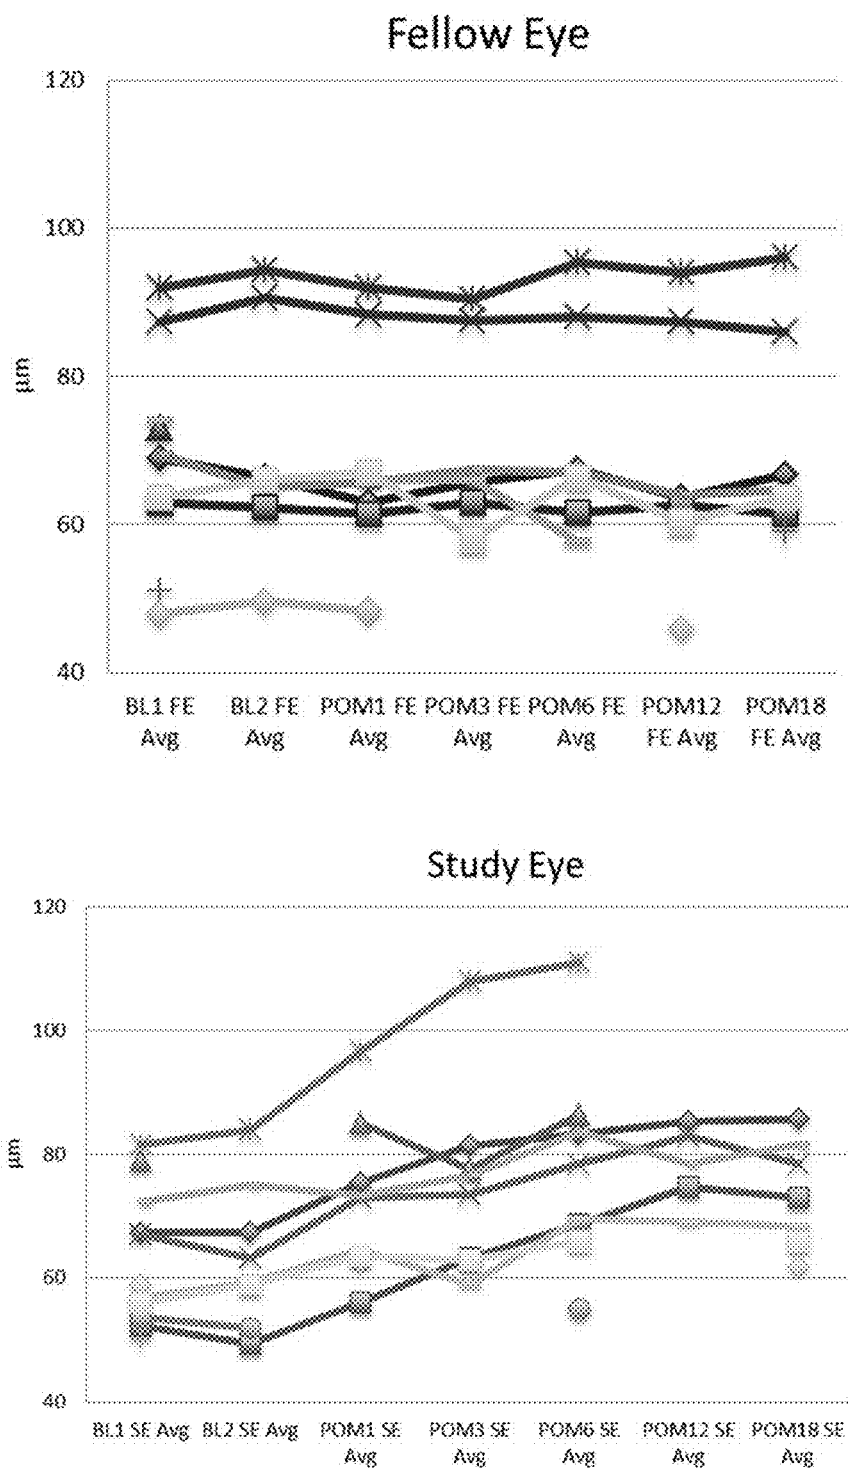 Fellow Eye
120
100
80
60
40
µm
BL1 FE BL2 FE POM1 FE POM3 FE POM6 FE POM12 POM18
Avg Avg Avg Avg Avg FE Avg FE Avg
Study Eye
120
100
80
60
40
µm
BL1 SE Avg BL2 SE Avg POM1 SE POM3 SE POM6 SE POM12 SE POM18 SE
Avg Avg Avg Avg Avg